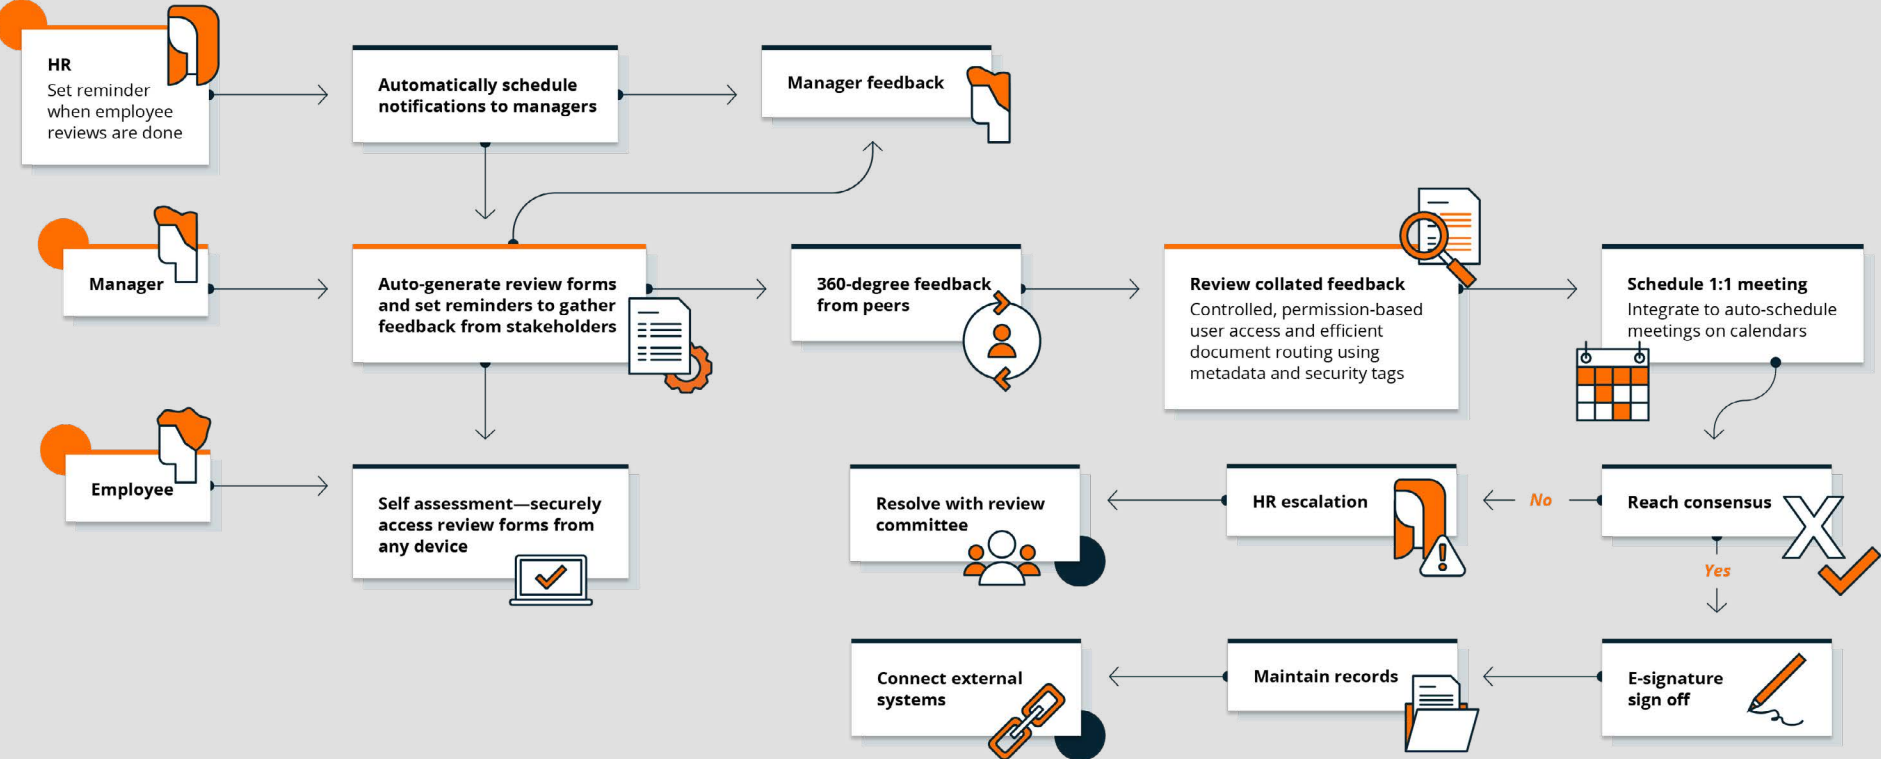 HR
Set reminder
when employee
reviews are done
Automatically schedule
notifications to managers
Manager feedback
Manager
Auto-generate review forms
and set reminders to gather
feedback from stakeholders
360-degree feedback
from peers
Review collated feedback
Controlled, permission-based
user access and efficient
document routing using
metadata and security tags
Schedule 1:1 meeting
Integrate to auto-schedule
meetings on calendars
Employee
Self assessment—securely
access review forms from
any device
Resolve with review
committee
HR escalation
No
Reach consensus
Yes
Connect external
systems
Maintain records
E-signature
sign off